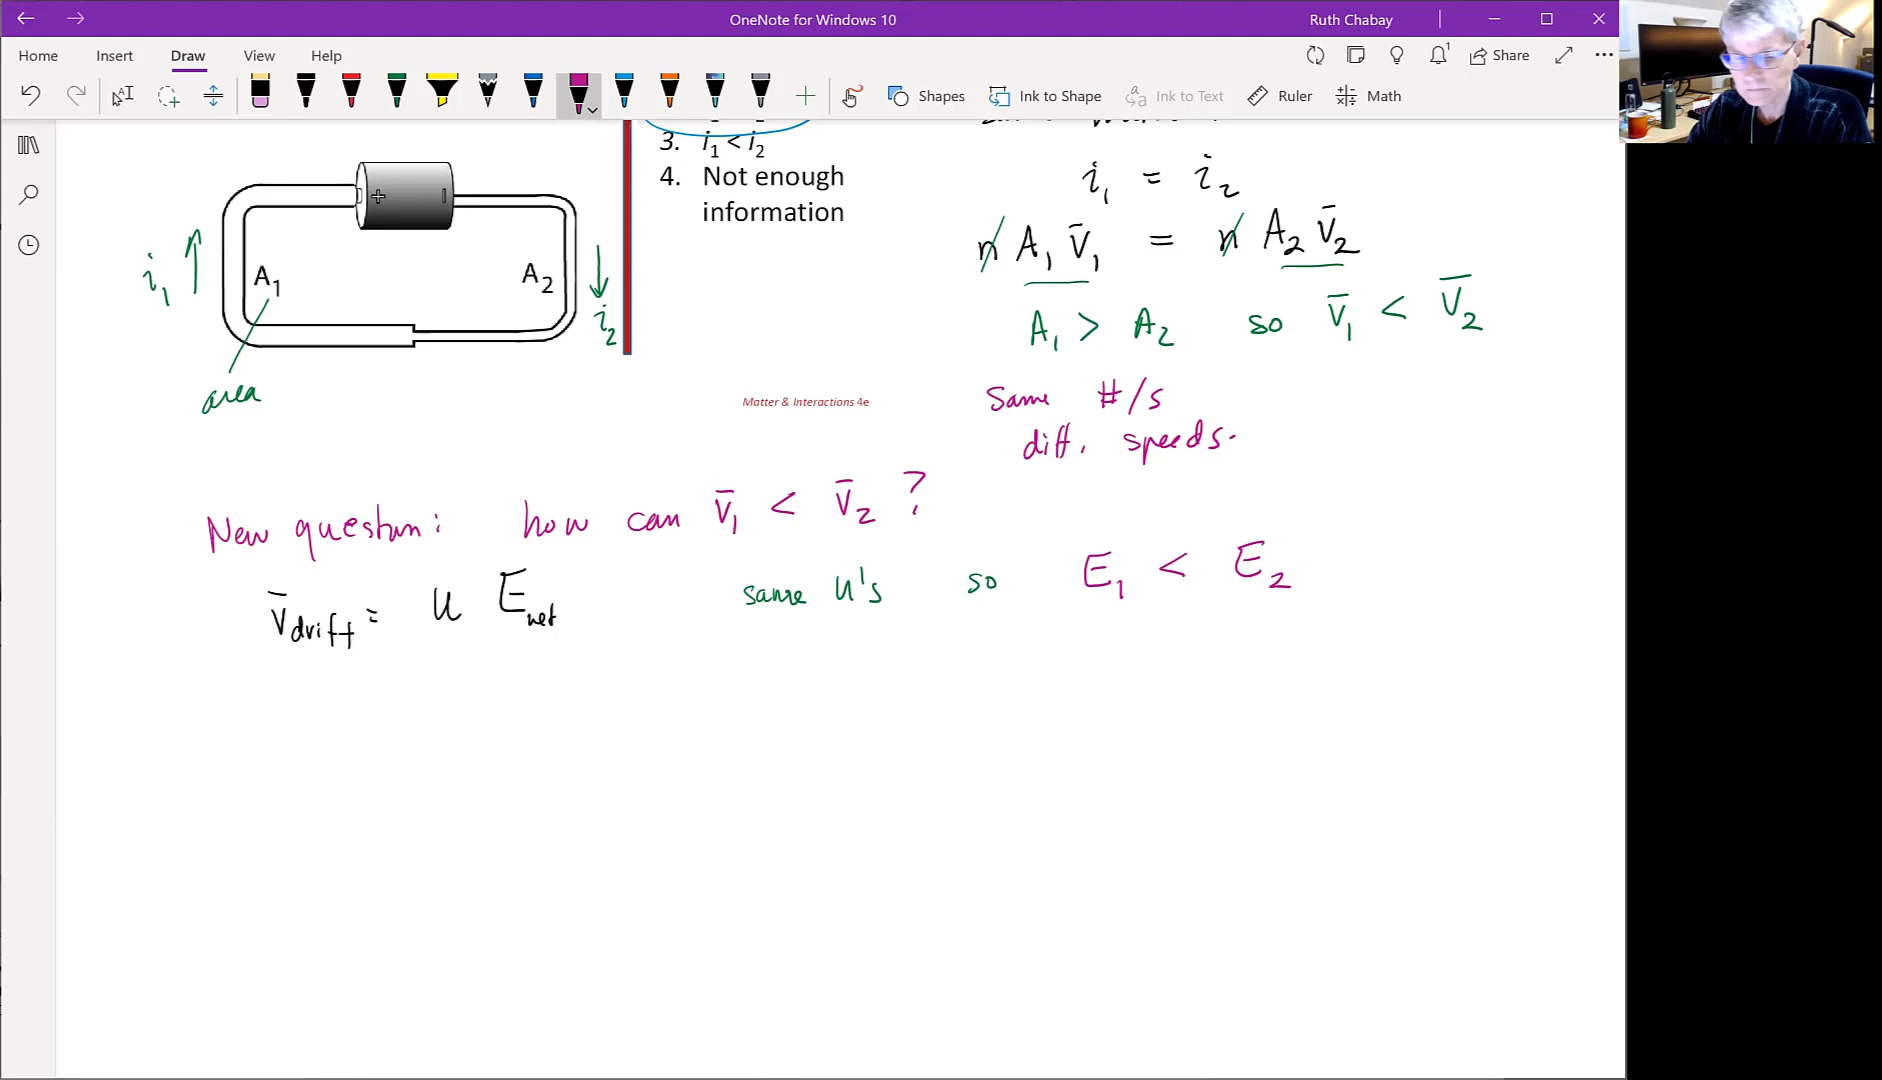 OneNote for Windows 10
Ruth Chabay
Home Insert Draw View Help
Share
Shapes Ink to Shape Ink to Text Ruler Math
3. i₁ < i₂
4. Not enough
information
+
A₁
A₂
i₁
i₂
area
Matter & Interactions 4e
i₁ = i₂
n A₁ v̄₁ = n A₂ v̄₂
A₁ > A₂ so v̄₁ < v̄₂
Same #/s
diff. speeds.
New question: how can v̄₁ < v̄₂ ?
v̄drift = u Enet same u's so E₁ < E₂